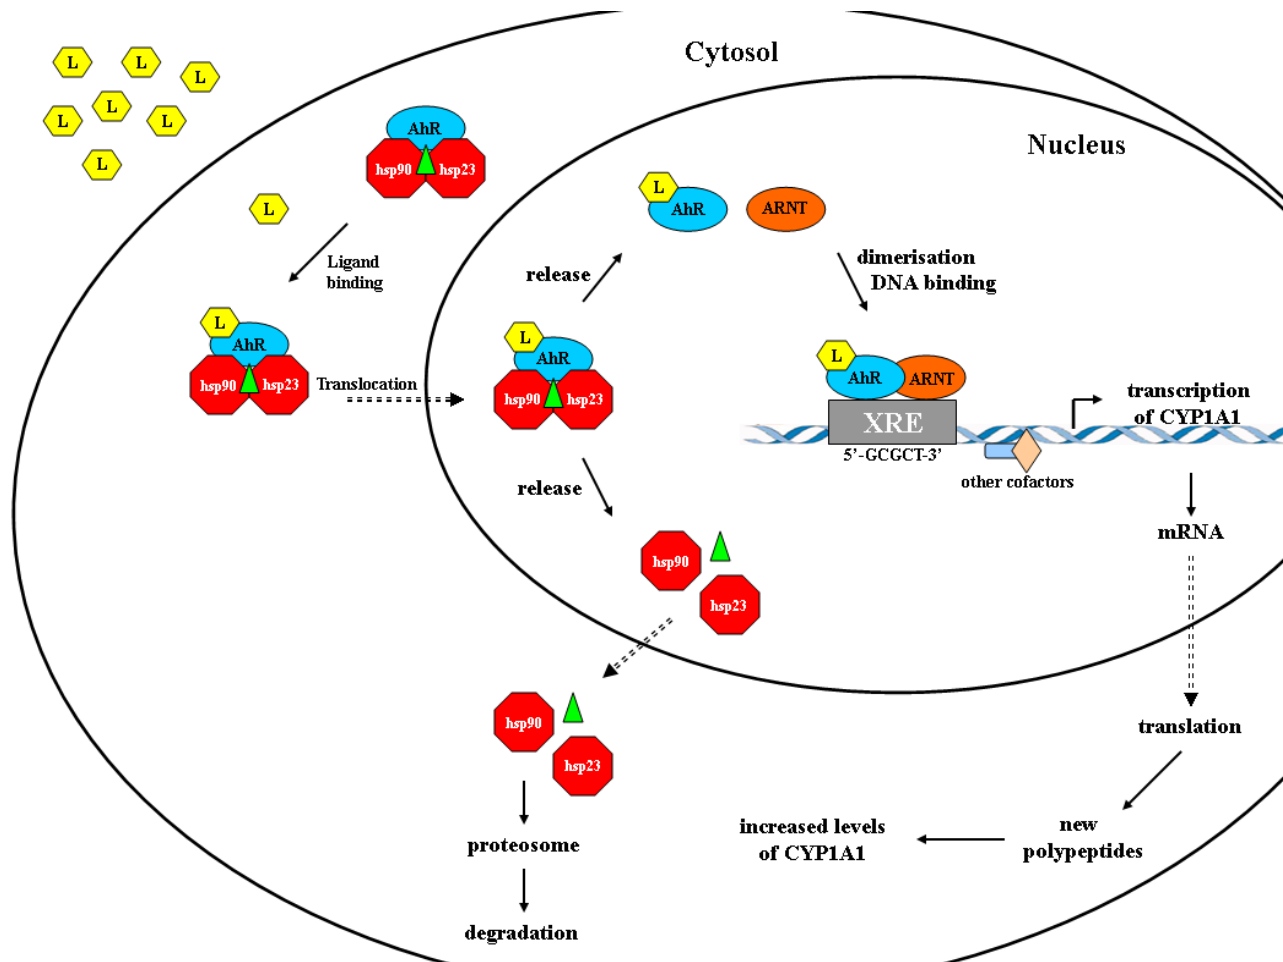 Cytosol
Nucleus
L
L
L
L
L
L
L
AhR
hsp90
hsp23
L
Ligand
binding
L
AhR
hsp90
hsp23
Translocation
L
AhR
hsp90
hsp23
release
L
AhR
ARNT
dimerisation
DNA binding
L
AhR
ARNT
XRE
5'-GCGCT-3'
other cofactors
transcription
of CYP1A1
mRNA
release
hsp90
hsp23
hsp90
hsp23
proteosome
degradation
translation
new
polypeptides
increased levels
of CYP1A1